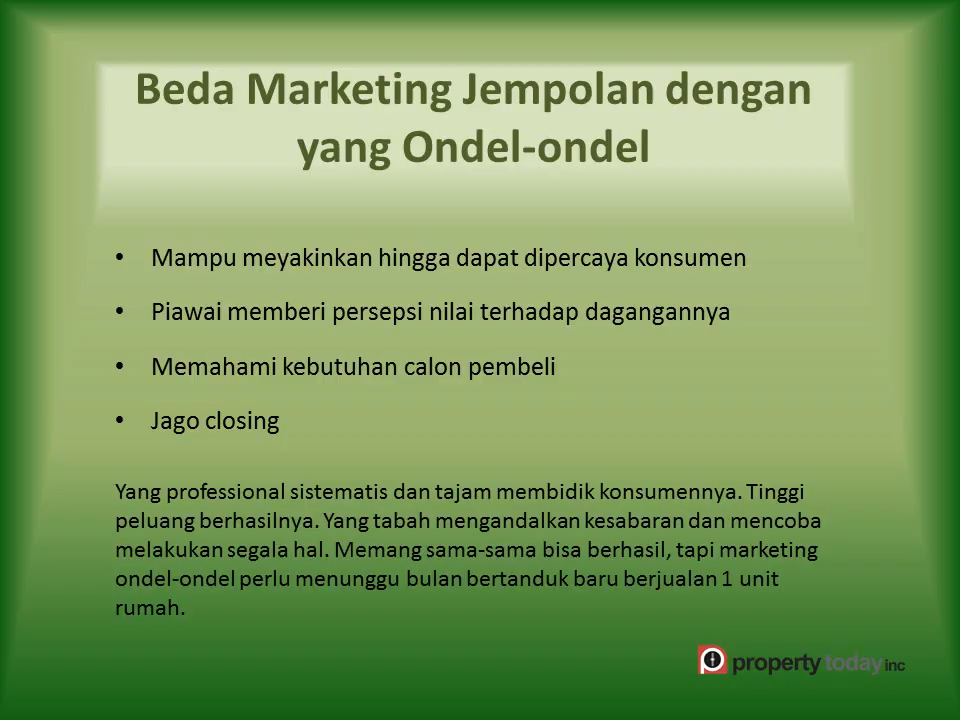 Beda Marketing Jempolan dengan
yang Ondel-ondel
• Mampu meyakinkan hingga dapat dipercaya konsumen
• Piawai memberi persepsi nilai terhadap dagangannya
• Memahami kebutuhan calon pembeli
• Jago closing
Yang professional sistematis dan tajam membidik konsumennya. Tinggi
peluang berhasilnya. Yang tabah mengandalkan kesabaran dan mencoba
melakukan segala hal. Memang sama-sama bisa berhasil, tapi marketing
ondel-ondel perlu menunggu bulan bertanduk baru berjualan 1 unit
rumah.
property today inc